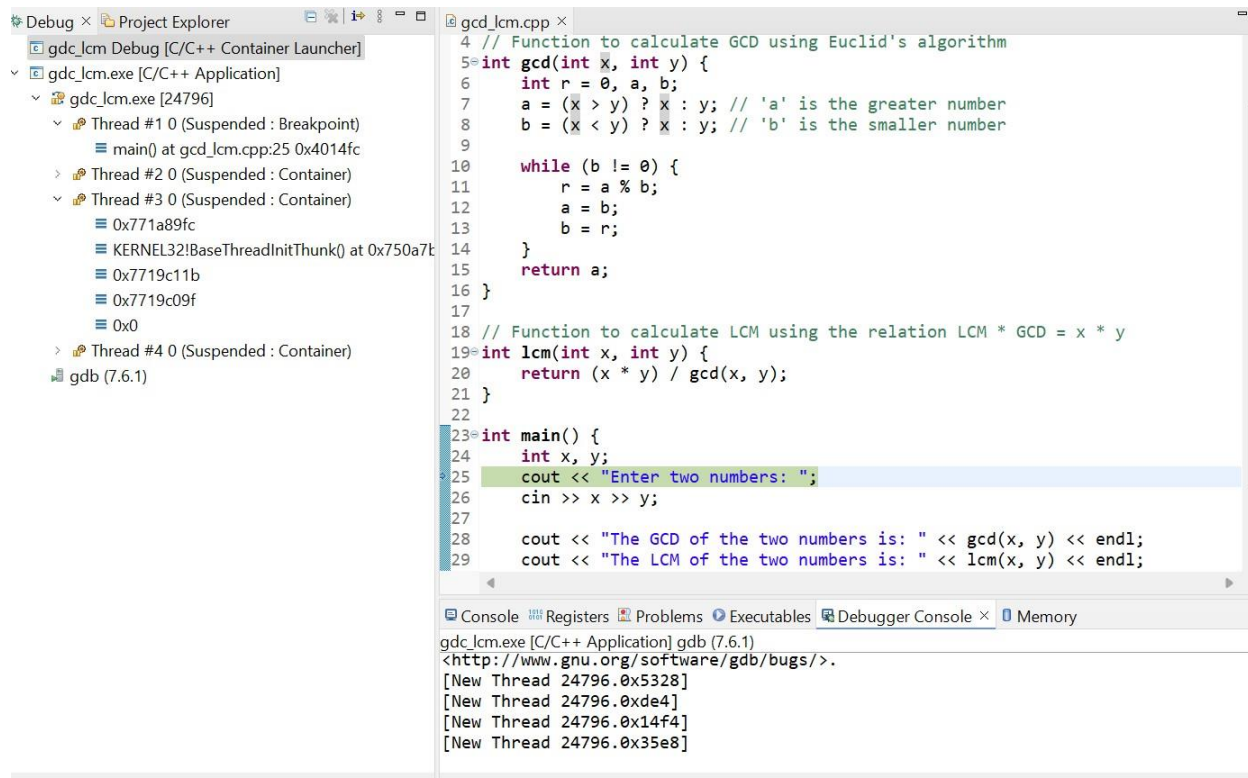 Debug × Project Explorer
gdc_lcm Debug [C/C++ Container Launcher]
gdc_lcm.exe [C/C++ Application]
gdc_lcm.exe [24796]
Thread #1 0 (Suspended : Breakpoint)
main() at gcd_lcm.cpp:25 0x4014fc
Thread #2 0 (Suspended : Container)
Thread #3 0 (Suspended : Container)
0x771a89fc
KERNEL32!BaseThreadInitThunk() at 0x750a7b
0x7719c11b
0x7719c09f
0x0
Thread #4 0 (Suspended : Container)
gdb (7.6.1)
gcd_lcm.cpp ×
4 // Function to calculate GCD using Euclid's algorithm
5 int gcd(int x, int y) {
6     int r = 0, a, b;
7     a = (x > y) ? x : y; // 'a' is the greater number
8     b = (x < y) ? x : y; // 'b' is the smaller number
9
10     while (b != 0) {
11         r = a % b;
12         a = b;
13         b = r;
14     }
15     return a;
16 }
17
18 // Function to calculate LCM using the relation LCM * GCD = x * y
19 int lcm(int x, int y) {
20     return (x * y) / gcd(x, y);
21 }
22
23 int main() {
24     int x, y;
25     cout << "Enter two numbers: ";
26     cin >> x >> y;
27
28     cout << "The GCD of the two numbers is: " << gcd(x, y) << endl;
29     cout << "The LCM of the two numbers is: " << lcm(x, y) << endl;
Console Registers Problems Executables Debugger Console × Memory
gdc_lcm.exe [C/C++ Application] gdb (7.6.1)
<http://www.gnu.org/software/gdb/bugs/>.
[New Thread 24796.0x5328]
[New Thread 24796.0xde4]
[New Thread 24796.0x14f4]
[New Thread 24796.0x35e8]